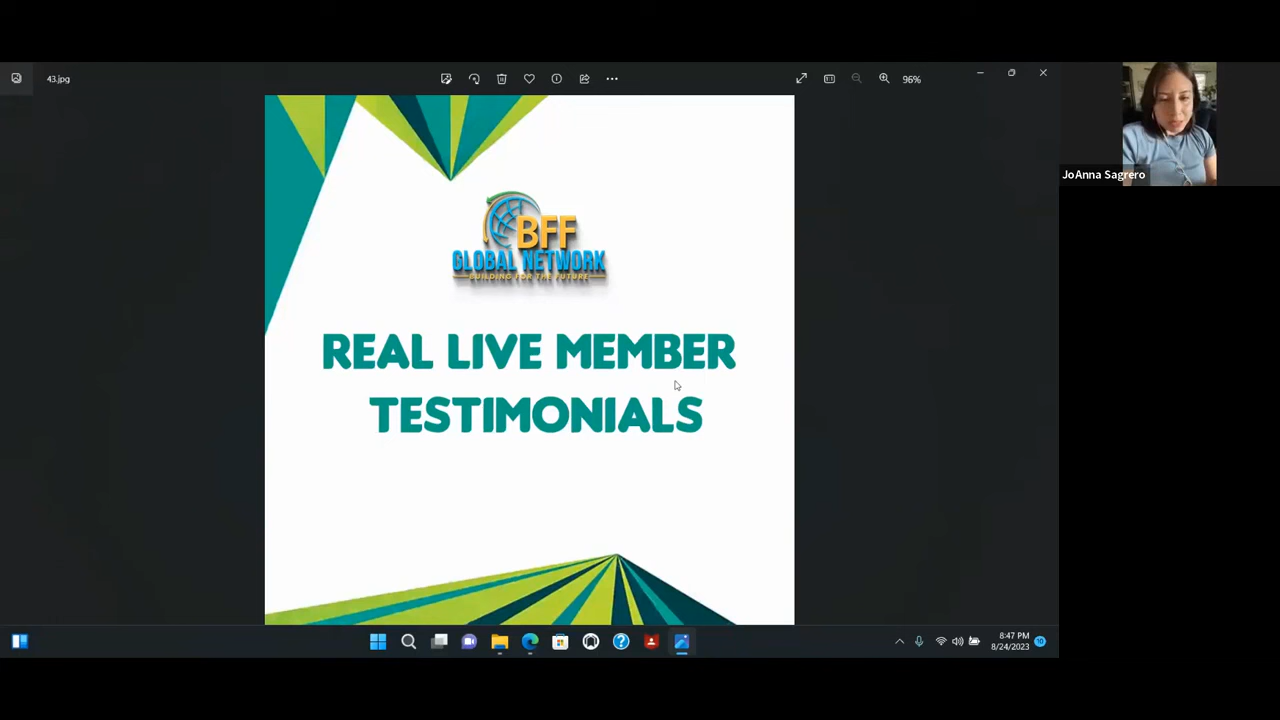 43.jpg
96%
JoAnna Sagrero
BFF
GLOBAL NETWORK
BUILDING FOR THE FUTURE
REAL LIVE MEMBER
TESTIMONIALS
8:47 PM
8/24/2023
10